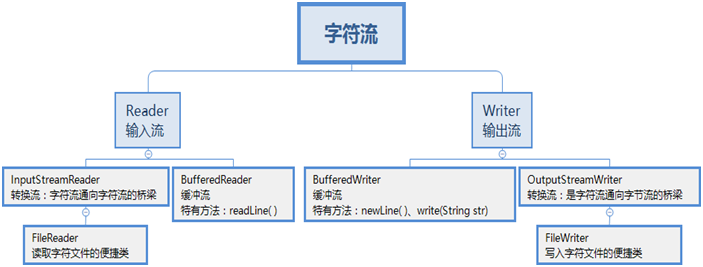 字符流
Reader
输入流
Writer
输出流
InputStreamReader
转换流：字符流通向字符流的桥梁
BufferedReader
缓冲流
特有方法：readLine( )
BufferedWriter
缓冲流
特有方法：newLine( )、write(String str)
OutputStreamWriter
转换流：是字符流通向字节流的桥梁
FileReader
读取字符文件的便捷类
FileWriter
写入字符文件的便捷类